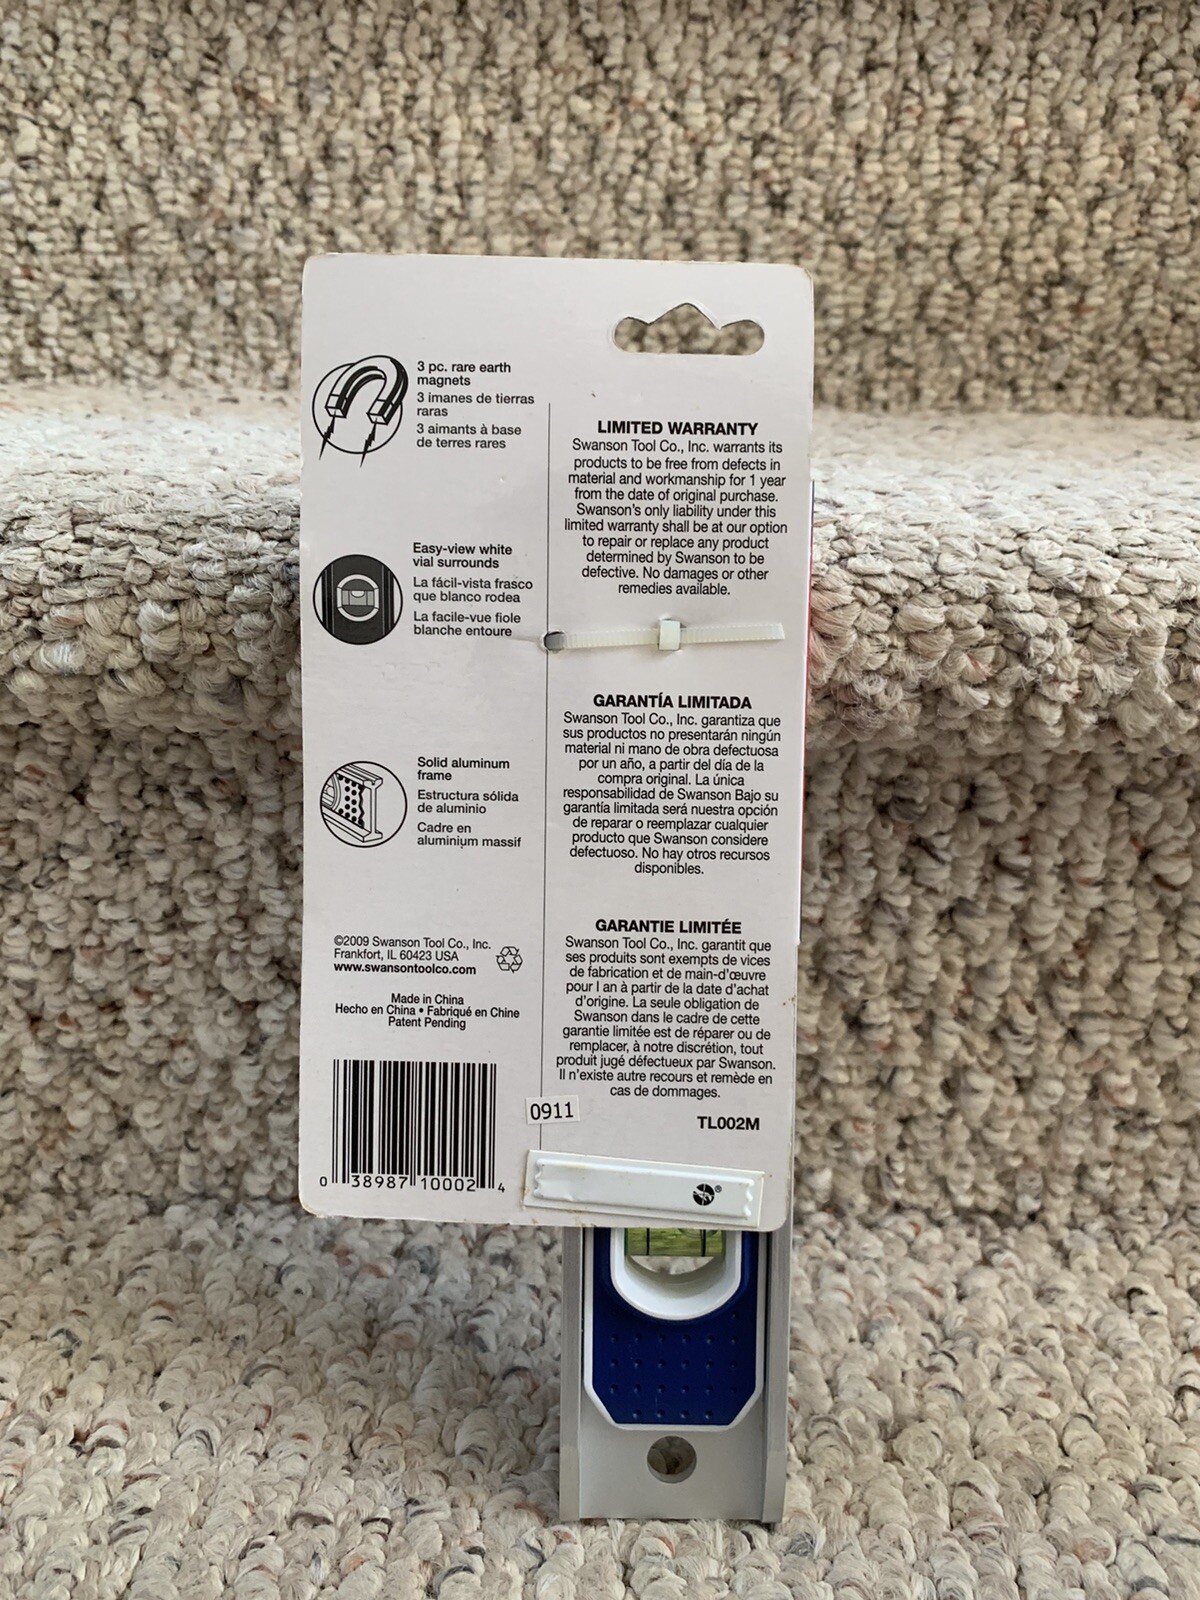 3 pc. rare earth
magnets
3 imanes de tierras
raras
3 aimants à base
de terres rares
Easy-view white
vial surrounds
La fácil-vista frasco
que blanco rodea
La facile-vue fiole
blanche entoure
Solid aluminum
frame
Estructura sólida
de aluminio
Cadre en
aluminium massif
©2009 Swanson Tool Co., Inc.
Frankfort, IL 60423 USA
www.swansontoolco.com
Made in China
Hecho en China • Fabriqué en Chine
Patent Pending
0 38987 10002 4
LIMITED WARRANTY
Swanson Tool Co., Inc. warrants its
products to be free from defects in
material and workmanship for 1 year
from the date of original purchase.
Swanson's only liability under this
limited warranty shall be at our option
to repair or replace any product
determined by Swanson to be
defective. No damages or other
remedies available.
GARANTÍA LIMITADA
Swanson Tool Co., Inc. garantiza que
sus productos no presentarán ningún
material ni mano de obra defectuosa
por un año, a partir del día de la
compra original. La única
responsabilidad de Swanson Bajo su
garantía limitada será nuestra opción
de reparar o reemplazar cualquier
producto que Swanson considere
defectuoso. No hay otros recursos
disponibles.
GARANTIE LIMITÉE
Swanson Tool Co., Inc. garantit que
ses produits sont exempts de vices
de fabrication et de main-d'œuvre
pour l an à partir de la date d'achat
d'origine. La seule obligation de
Swanson dans le cadre de cette
garantie limitée est de réparer ou de
remplacer, à notre discrétion, tout
produit jugé défectueux par Swanson.
Il n'existe autre recours et remède en
cas de dommages.
0911
TL002M
®